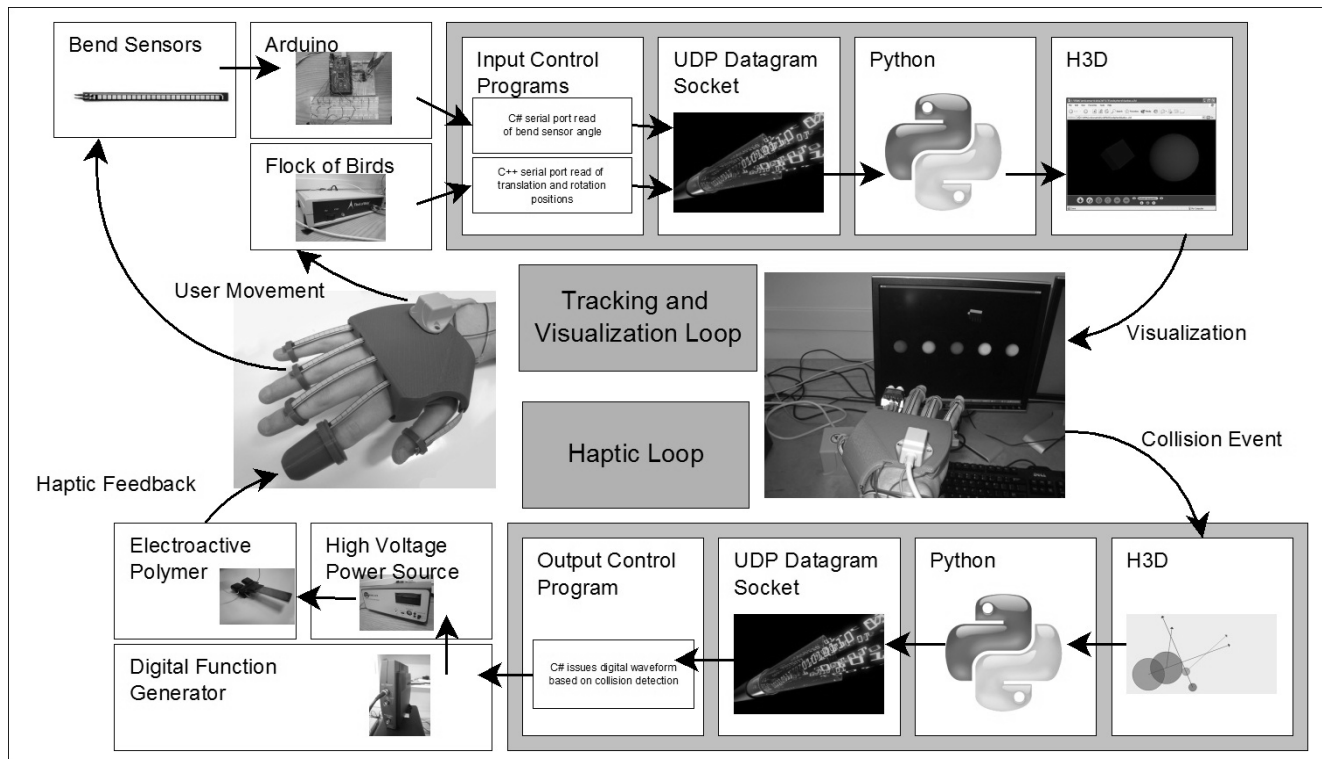 Bend Sensors
Arduino
Flock of Birds
Input Control
Programs
C# serial port read
of bend sensor angle
C++ serial port read of
translation and rotation
positions
UDP Datagram
Socket
Python
H3D
User Movement
Tracking and
Visualization Loop
Visualization
Haptic Loop
Collision Event
Haptic Feedback
Electroactive
Polymer
High Voltage
Power Source
Digital Function
Generator
Output Control
Program
C# issues digital waveform
based on collision detection
UDP Datagram
Socket
Python
H3D